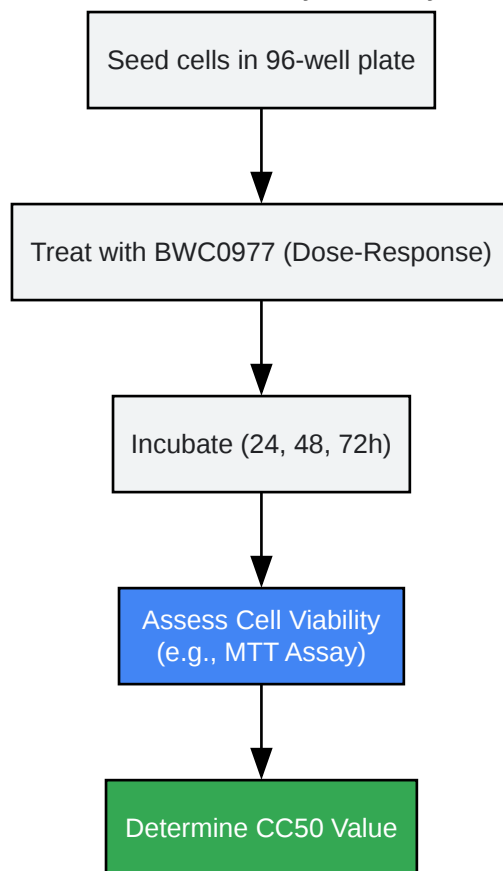 Seed cells in 96-well plate
Treat with BWC0977 (Dose-Response)
Incubate (24, 48, 72h)
Assess Cell Viability
(e.g., MTT Assay)
Determine CC50 Value